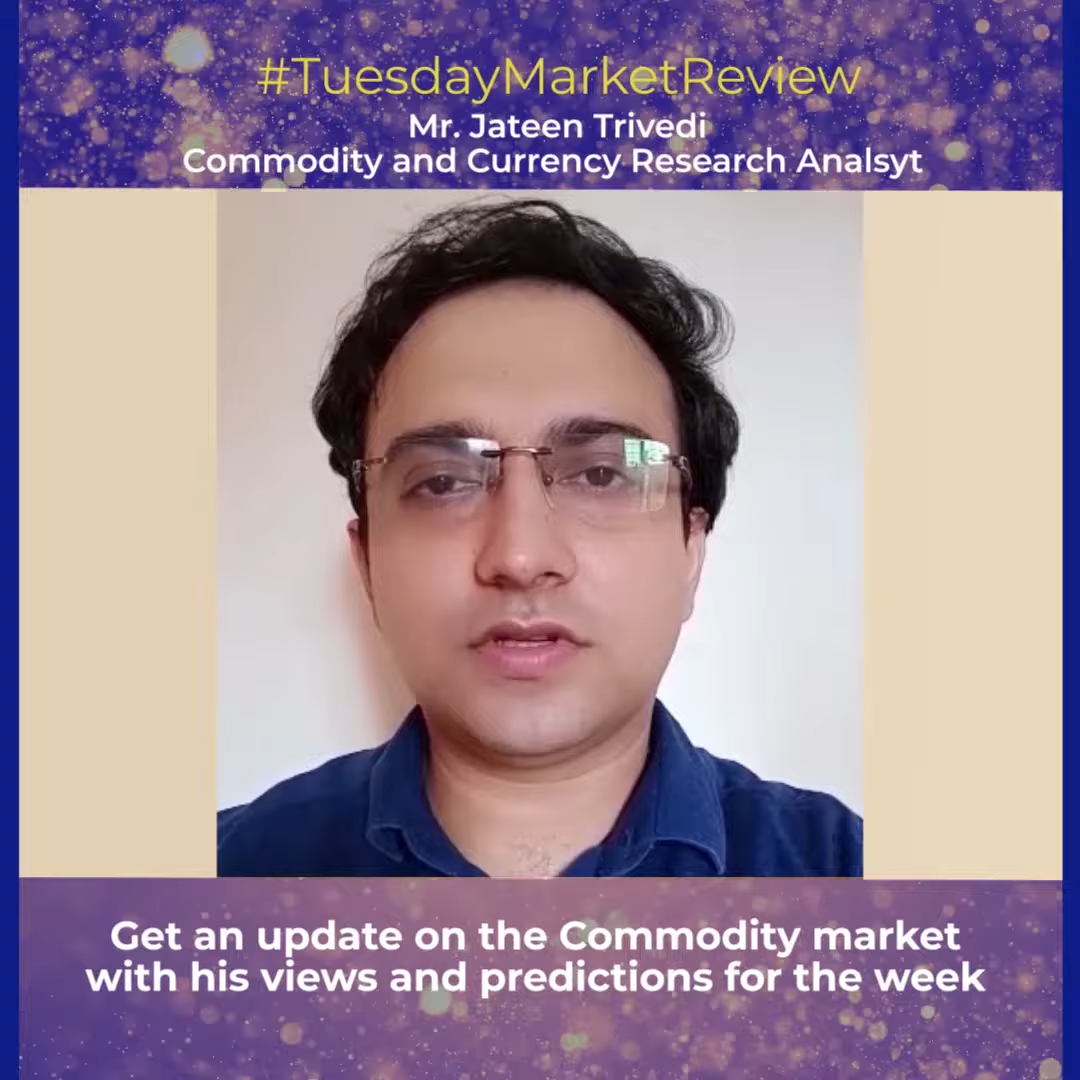 #TuesdayMarketReview
Mr. Jateen Trivedi
Commodity and Currency Research Analsyt
Get an update on the Commodity market
with his views and predictions for the week